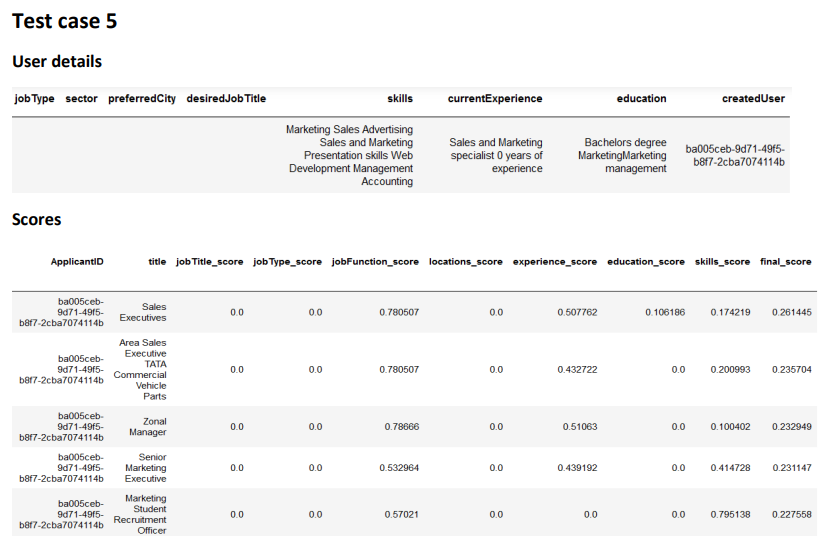 Test case 5
User details
jobType sector preferredCity desiredJobTitle skills currentExperience education createdUser
Marketing Sales Advertising
Sales and Marketing
Presentation skills Web
Development Management
Accounting
Sales and Marketing
specialist 0 years of
experience
Bachelors degree
MarketingMarketing
management
ba005ceb-9d71-49f5-
b8f7-2cba7074114b
Scores
ApplicantID title jobTitle_score jobType_score jobFunction_score locations_score experience_score education_score skills_score final_score
ba005ceb-
9d71-49f5-
b8f7-2cba7074114b
Sales
Executives
0.0 0.0 0.780507 0.0 0.507762 0.106186 0.174219 0.261445
ba005ceb-
9d71-49f5-
b8f7-2cba7074114b
Area Sales
Executive
TATA
Commercial
Vehicle
Parts
0.0 0.0 0.780507 0.0 0.432722 0.0 0.200993 0.235704
ba005ceb-
9d71-49f5-
b8f7-2cba7074114b
Zonal
Manager
0.0 0.0 0.78666 0.0 0.51063 0.0 0.100402 0.232949
ba005ceb-
9d71-49f5-
b8f7-2cba7074114b
Senior
Marketing
Executive
0.0 0.0 0.532964 0.0 0.439192 0.0 0.414728 0.231147
ba005ceb-
9d71-49f5-
b8f7-2cba7074114b
Marketing
Student
Recruitment
Officer
0.0 0.0 0.57021 0.0 0.0 0.0 0.795138 0.227558